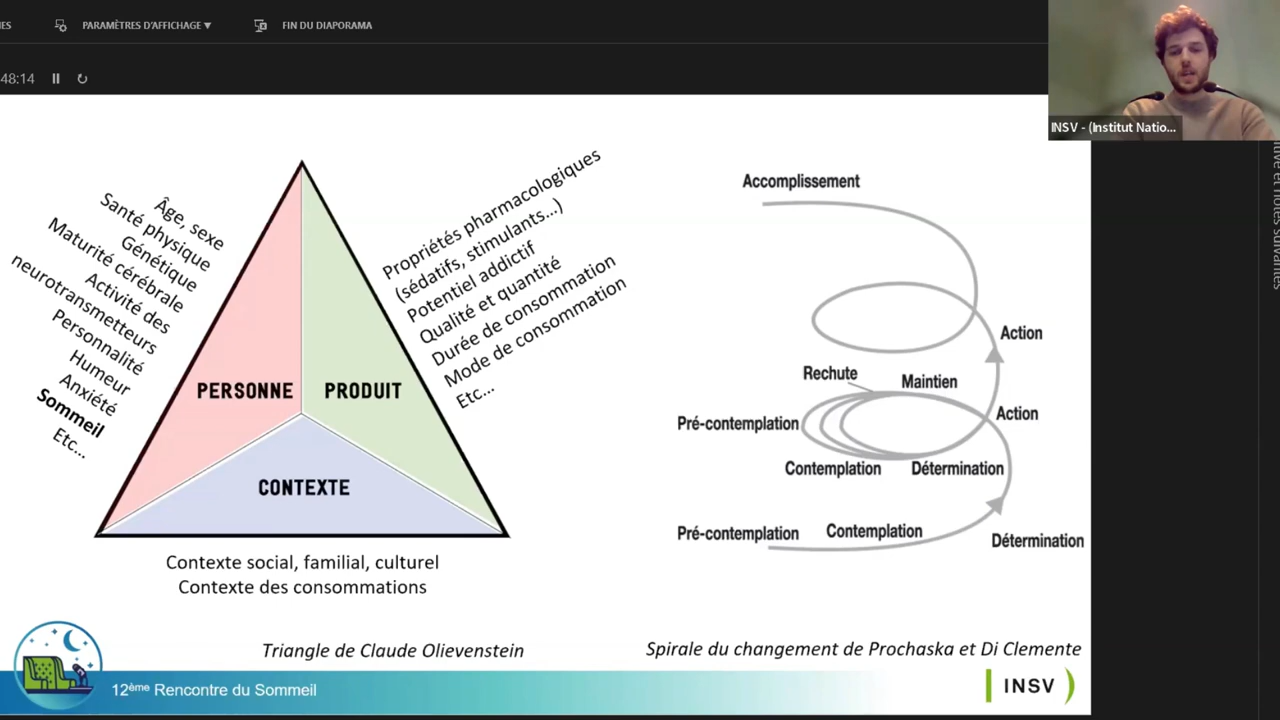 ES
PARAMÈTRES D'AFFICHAGE ▼
FIN DU DIAPORAMA
48:14
INSV - (Institut Natio...
Âge, sexe
Santé physique
Génétique
Maturité cérébrale
Activité des
neurotransmetteurs
Personnalité
Humeur
Anxiété
Sommeil
Etc...
Propriétés pharmacologiques
(sédatifs, stimulants...)
Potentiel addictif
Qualité et quantité
Durée de consommation
Mode de consommation
Etc...
PERSONNE
PRODUIT
CONTEXTE
Contexte social, familial, culturel
Contexte des consommations
Triangle de Claude Olievenstein
Accomplissement
Action
Rechute
Maintien
Action
Pré-contemplation
Contemplation
Détermination
Pré-contemplation
Contemplation
Détermination
Spirale du changement de Prochaska et Di Clemente
12ème Rencontre du Sommeil
INSV
et notes suivantes